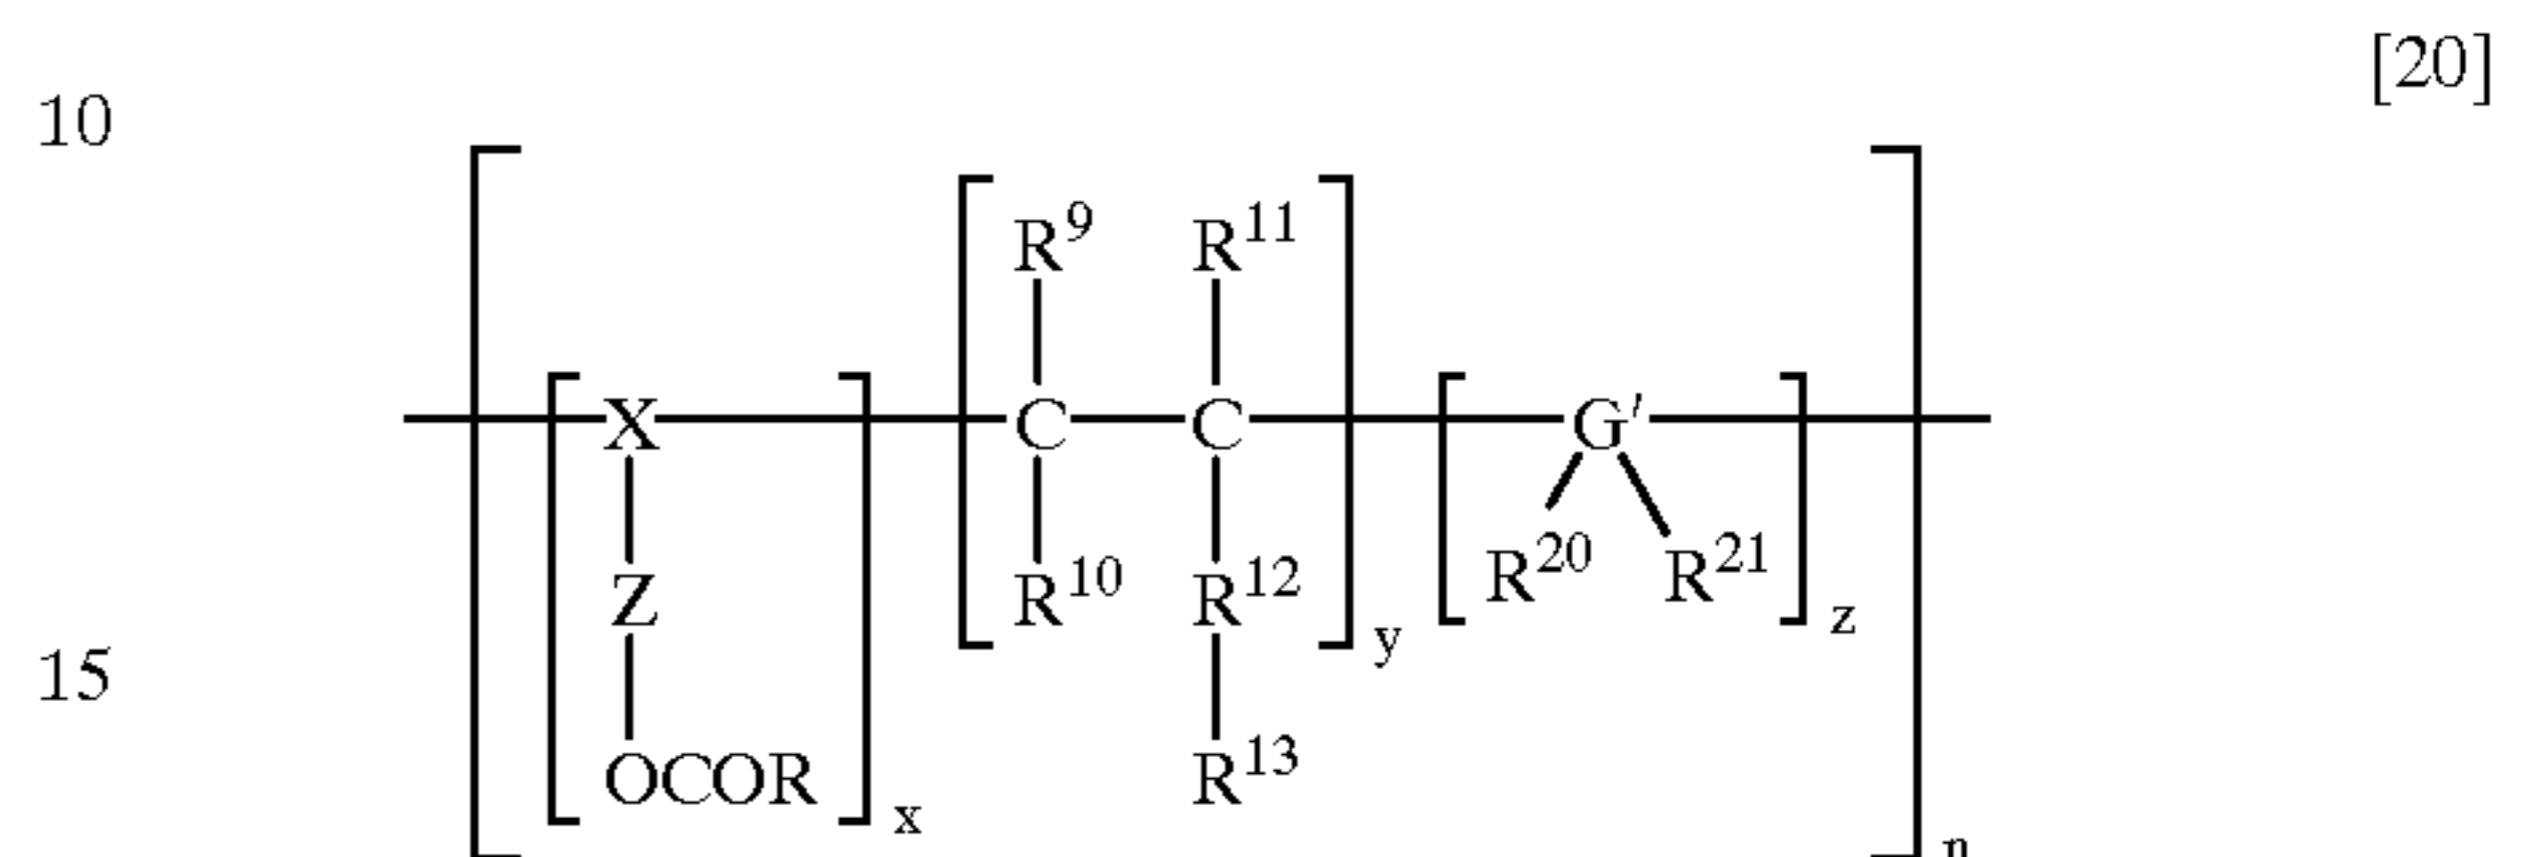 [20]
10
R⁹ R¹¹
X C C G′
R²⁰ R²¹
Z R¹⁰ R¹² y z
15
OCOR x R¹³
n